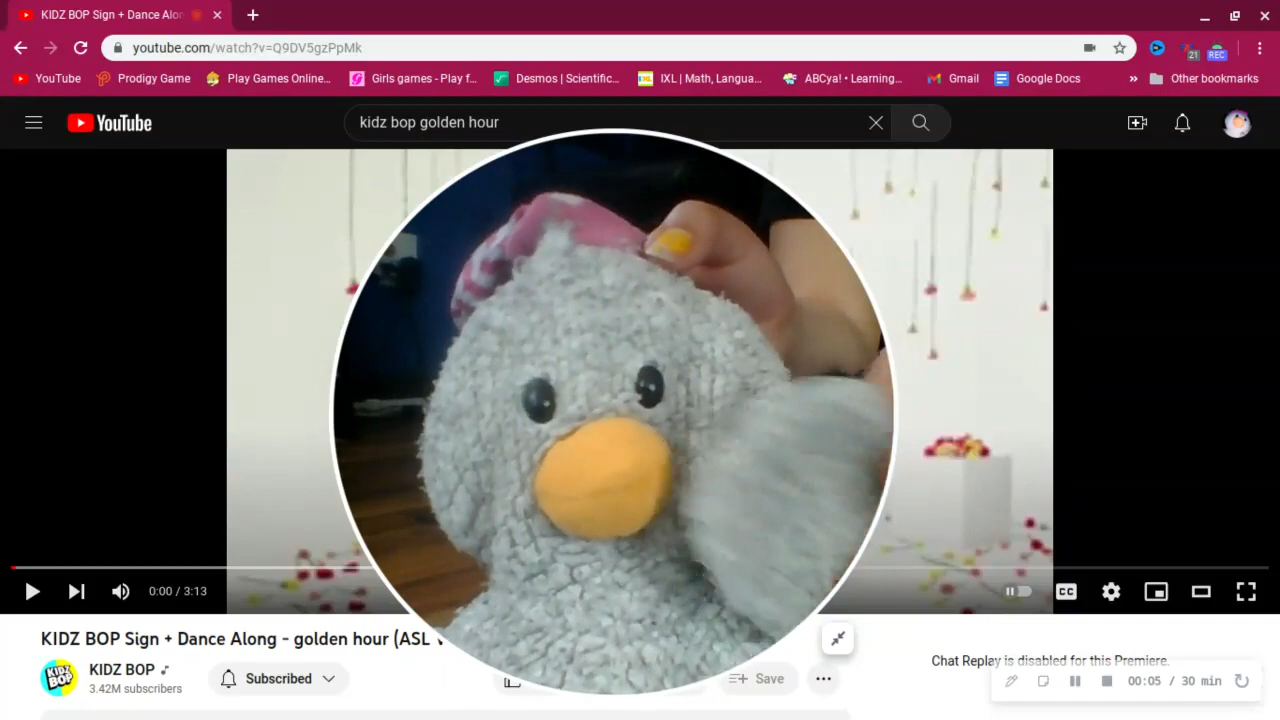 KIDZ BOP Sign + Dance Alon
youtube.com/watch?v=Q9DV5gzPpMk
21
REC
YouTube
Prodigy Game
Play Games Online...
Girls games - Play f...
Desmos | Scientific...
IXL | Math, Langua...
ABCya! • Learning...
Gmail
Google Docs
»
Other bookmarks
YouTube
kidz bop golden hour
0:00 / 3:13
CC
KIDZ BOP Sign + Dance Along - golden hour (ASL
KIDZ BOP
KIDZ BOP
3.42M subscribers
Subscribed
Save
Chat Replay is disabled for this Premiere.
00:05 / 30 min